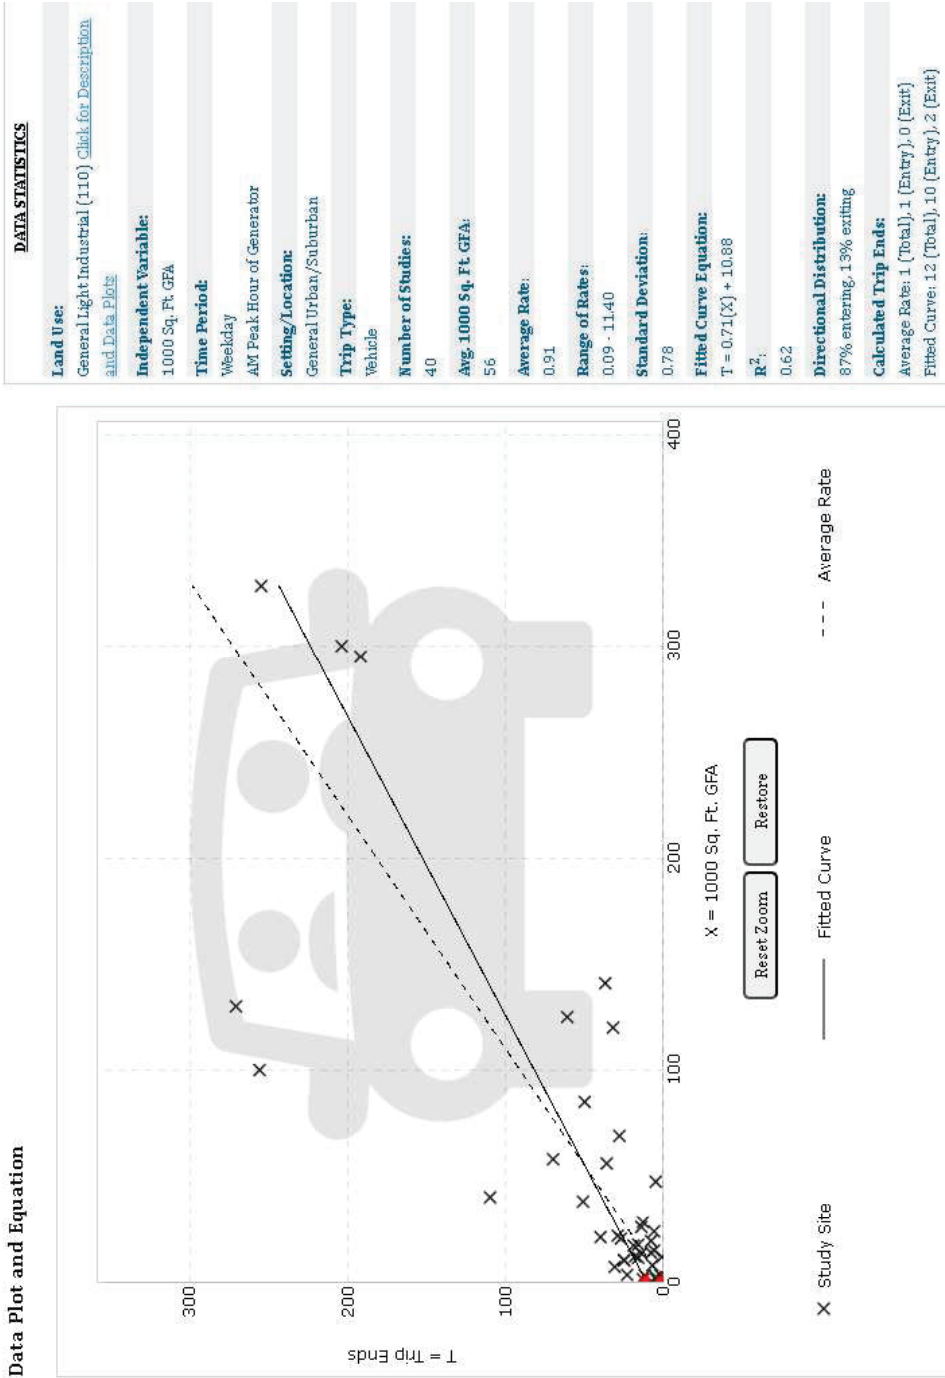 Data Plot and Equation
300
200
100
0
T = Trip Ends
0
100
200
300
400
X = 1000 Sq. Ft. GFA
Reset Zoom
Restore
Study Site
Fitted Curve
Average Rate
DATA STATISTICS
Land Use:
General Light Industrial (110) Click for Description
and Data Plots
Independent Variable:
1000 Sq. Ft. GFA
Time Period:
Weekday
AM Peak Hour of Generator
Setting/Location:
General Urban/Suburban
Trip Type:
Vehicle
Number of Studies:
40
Avg. 1000 Sq. Ft. GFA:
56
Average Rate:
0.91
Range of Rates:
0.09 - 11.40
Standard Deviation:
0.78
Fitted Curve Equation:
T = 0.71(X) + 10.88
R²:
0.62
Directional Distribution:
87% entering, 13% exiting
Calculated Trip Ends:
Average Rate: 1 (Total), 1 (Entry), 0 (Exit)
Fitted Curve: 12 (Total), 10 (Entry), 2 (Exit)